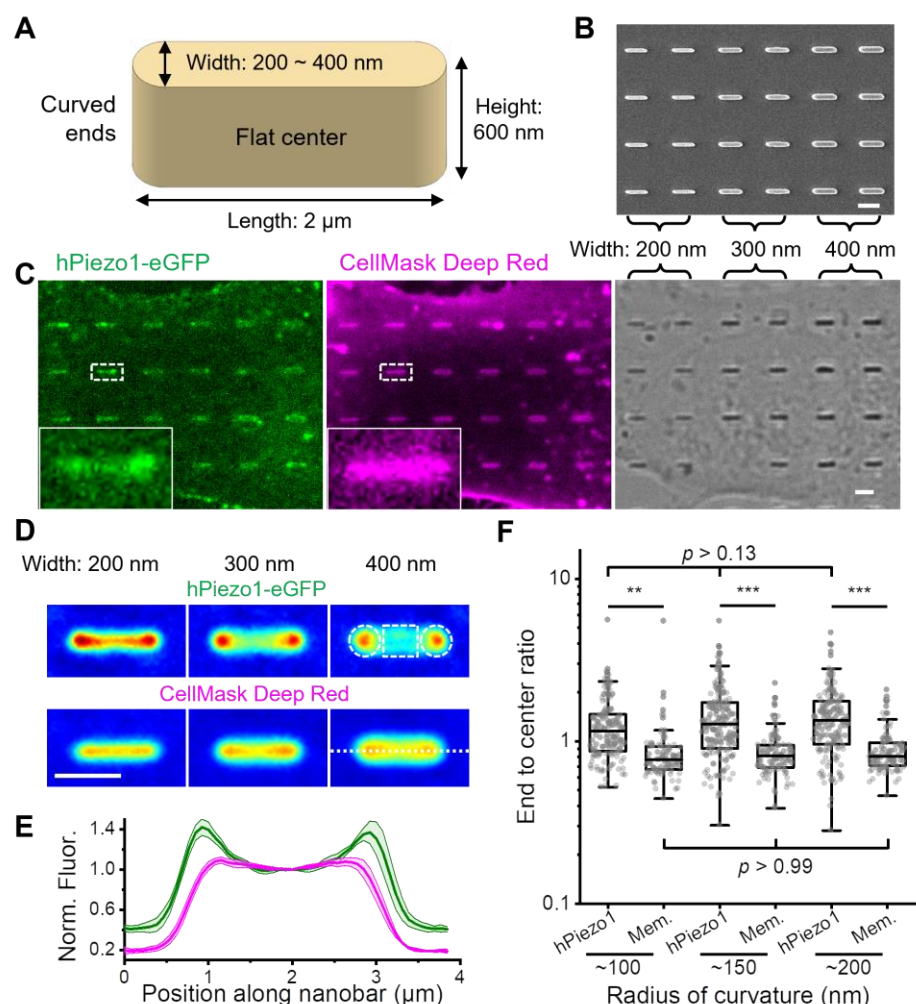 A
Width: 200 ~ 400 nm
Curved
ends
Flat center
Height:
600 nm
Length: 2 µm
B
Width: 200 nm
300 nm
400 nm
C
hPiezo1-eGFP
CellMask Deep Red
D
Width: 200 nm
300 nm
400 nm
hPiezo1-eGFP
CellMask Deep Red
E
Norm. Fluor.
1.4
1.0
0.6
0.2
0
1
2
3
4
Position along nanobar (µm)
F
End to center ratio
10
1
0.1
p > 0.13
**
***
***
p > 0.99
hPiezo1
Mem.
hPiezo1
Mem.
hPiezo1
Mem.
~100
~150
~200
Radius of curvature (nm)